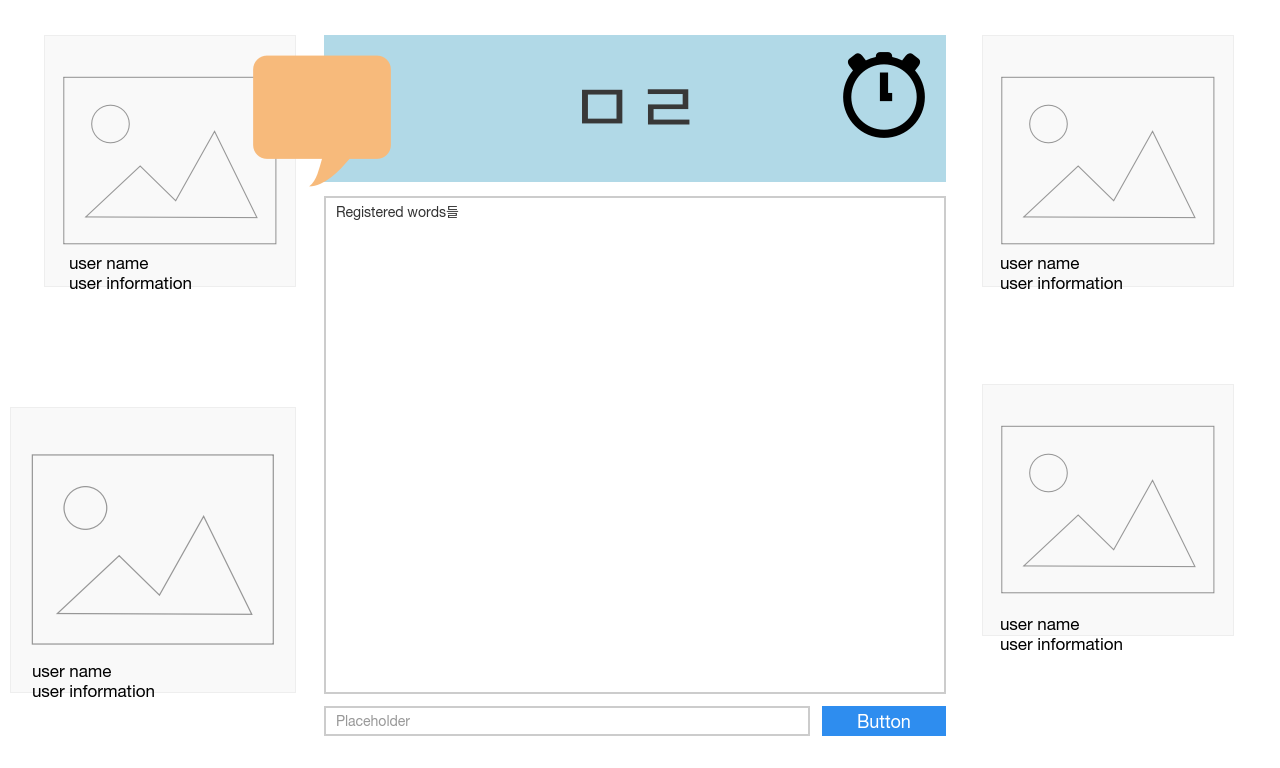 ㅁㄹ
Registered words들
user name
user information
user name
user information
user name
user information
user name
user information
Placeholder
Button